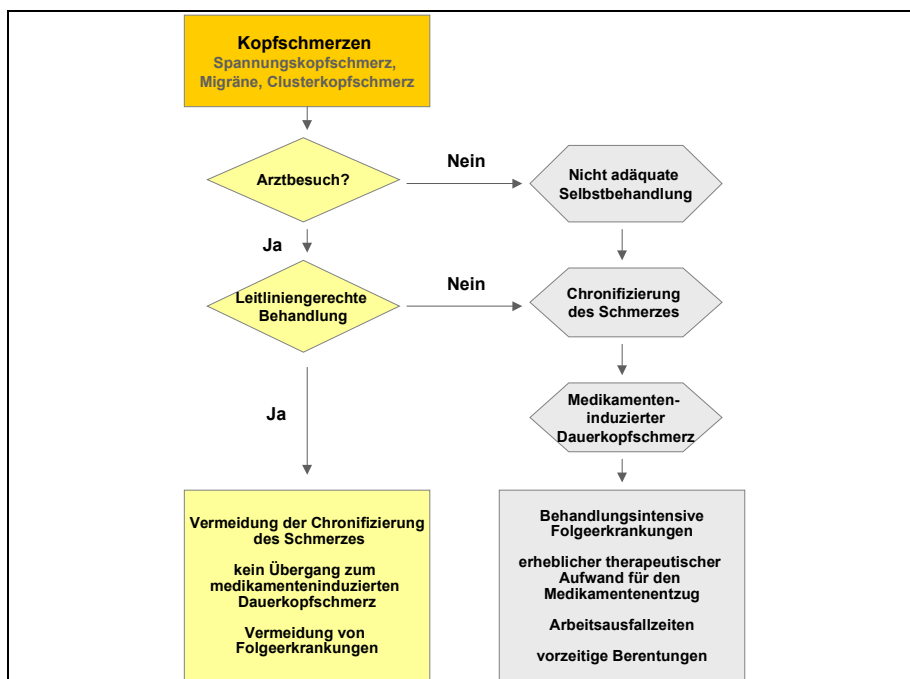 Kopfschmerzen
Spannungskopfschmerz,
Migräne, Clusterkopfschmerz
Arztbesuch?
Nein
Nicht adäquate
Selbstbehandlung
Ja
Leitliniengerechte
Behandlung
Nein
Chronifizierung
des Schmerzes
Ja
Medikamenten-
induzierter
Dauerkopfschmerz
Vermeidung der Chronifizierung
des Schmerzes
kein Übergang zum
medikamenteninduzierten
Dauerkopfschmerz
Vermeidung von
Folgeerkrankungen
Behandlungsintensive
Folgeerkrankungen
erheblicher therapeutischer
Aufwand für den
Medikamentenentzug
Arbeitsausfallzeiten
vorzeitige Berentungen